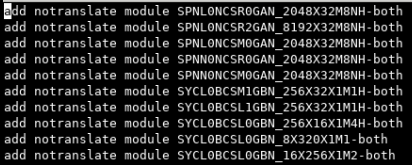 add notranslate module SPNL0NCSR0GAN_2048X32M8NH-both
add notranslate module SPNL0NCSR2GAN_8192X32M8NH-both
add notranslate module SPNL0NCSM0GAN_2048X32M8NH-both
add notranslate module SPNN0NCSR0GAN_2048X32M8NH-both
add notranslate module SPNN0NCSM0GAN_2048X32M8NH-both
add notranslate module SYCL0BCSM1GBN_256X32X1M1H-both
add notranslate module SYCL0BCSL1GBN_256X32X1M1H-both
add notranslate module SYCL0BCSL0GBN_256X16X1M4H-both
add notranslate module SYCL0BCSL0GBN_8X320X1M1-both
add notranslate module SYCL0BCSL0GBN_16X256X1M2-both